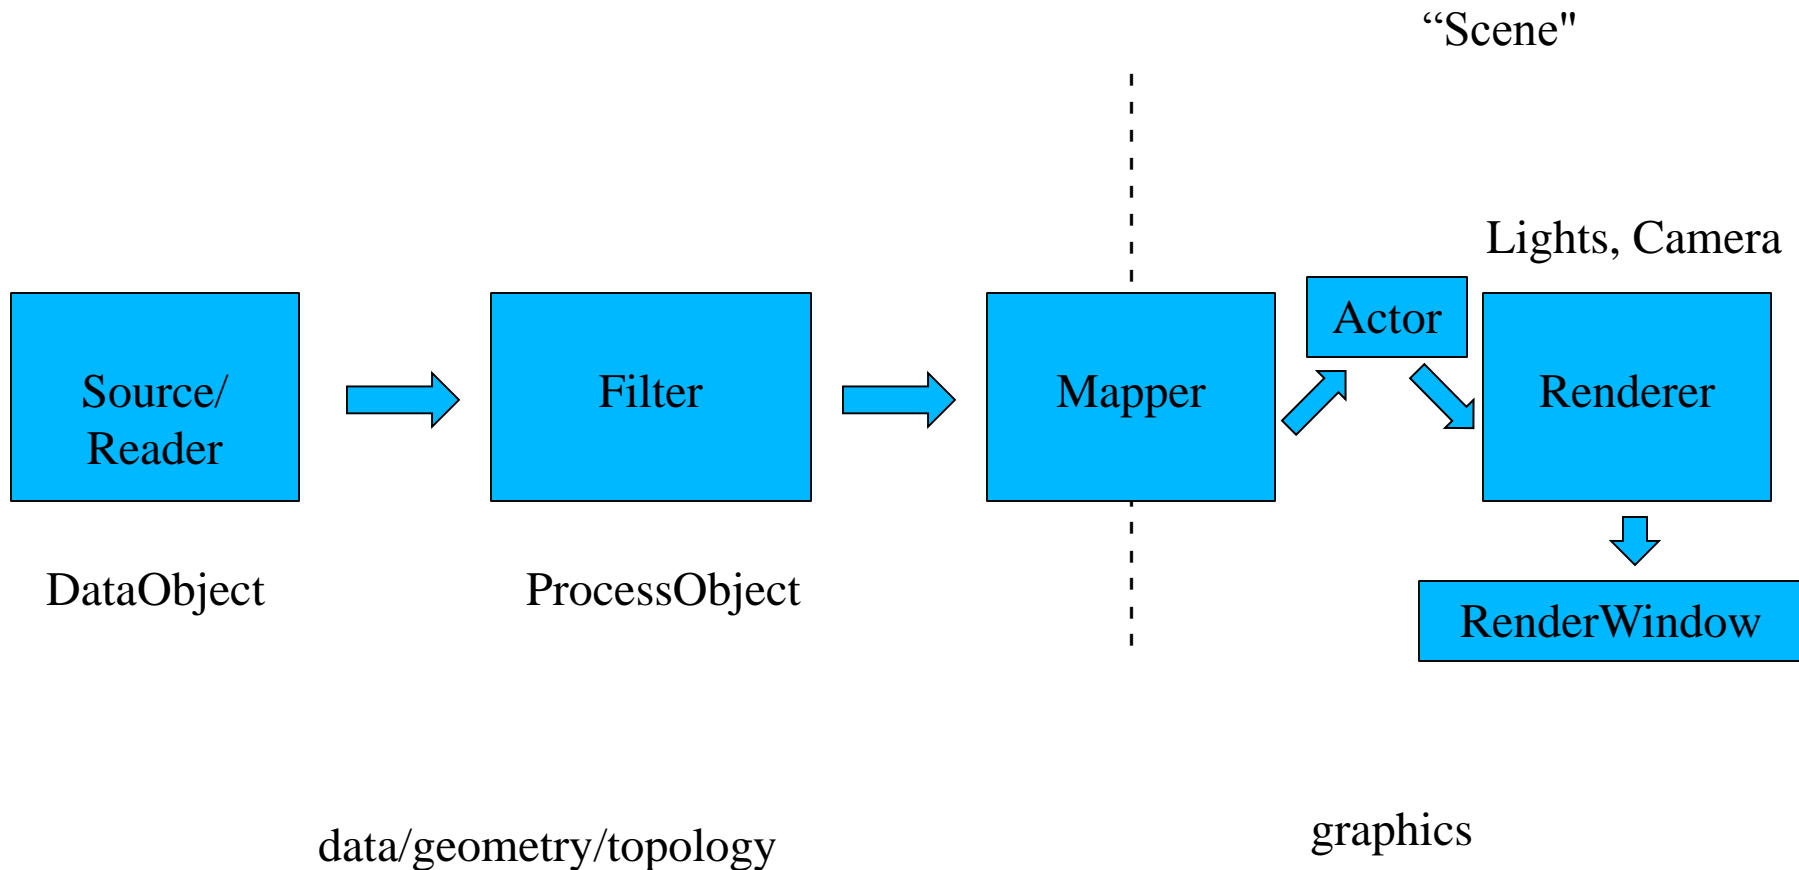 “Scene"
Lights, Camera
Source/
Reader
Filter
Mapper
Actor
Renderer
DataObject
ProcessObject
RenderWindow
data/geometry/topology
graphics